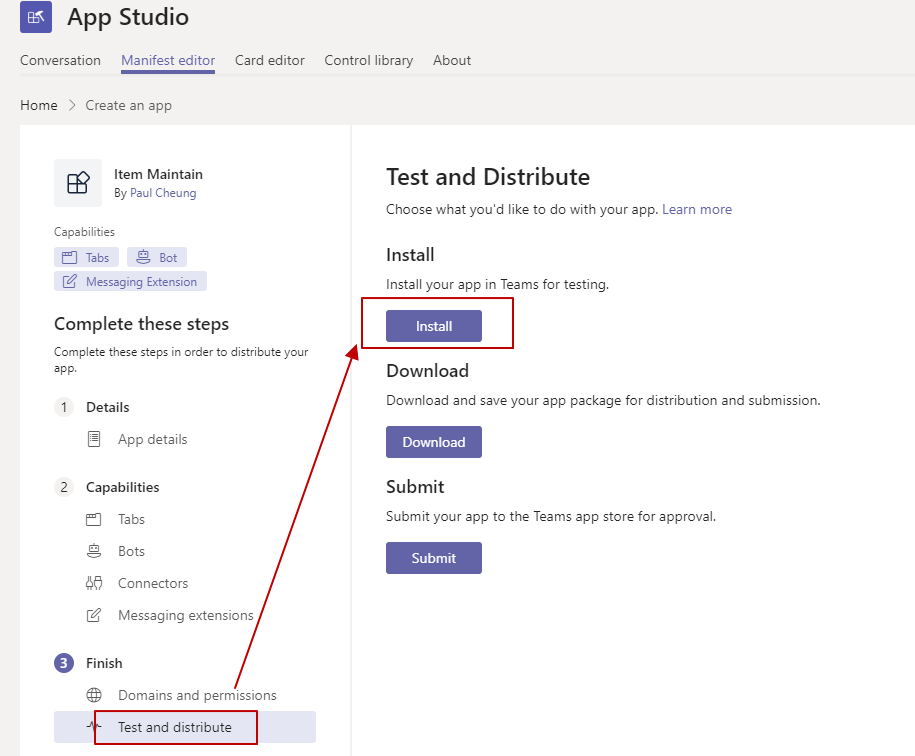 App Studio
Conversation Manifest editor Card editor Control library About
Home > Create an app
Item Maintain
By Paul Cheung
Capabilities
Tabs Bot
Messaging Extension
Complete these steps
Complete these steps in order to distribute your
app.
1 Details
App details
2 Capabilities
Tabs
Bots
Connectors
Messaging extensions
3 Finish
Domains and permissions
Test and distribute
Test and Distribute
Choose what you'd like to do with your app. Learn more
Install
Install your app in Teams for testing.
Install
Download
Download and save your app package for distribution and submission.
Download
Submit
Submit your app to the Teams app store for approval.
Submit